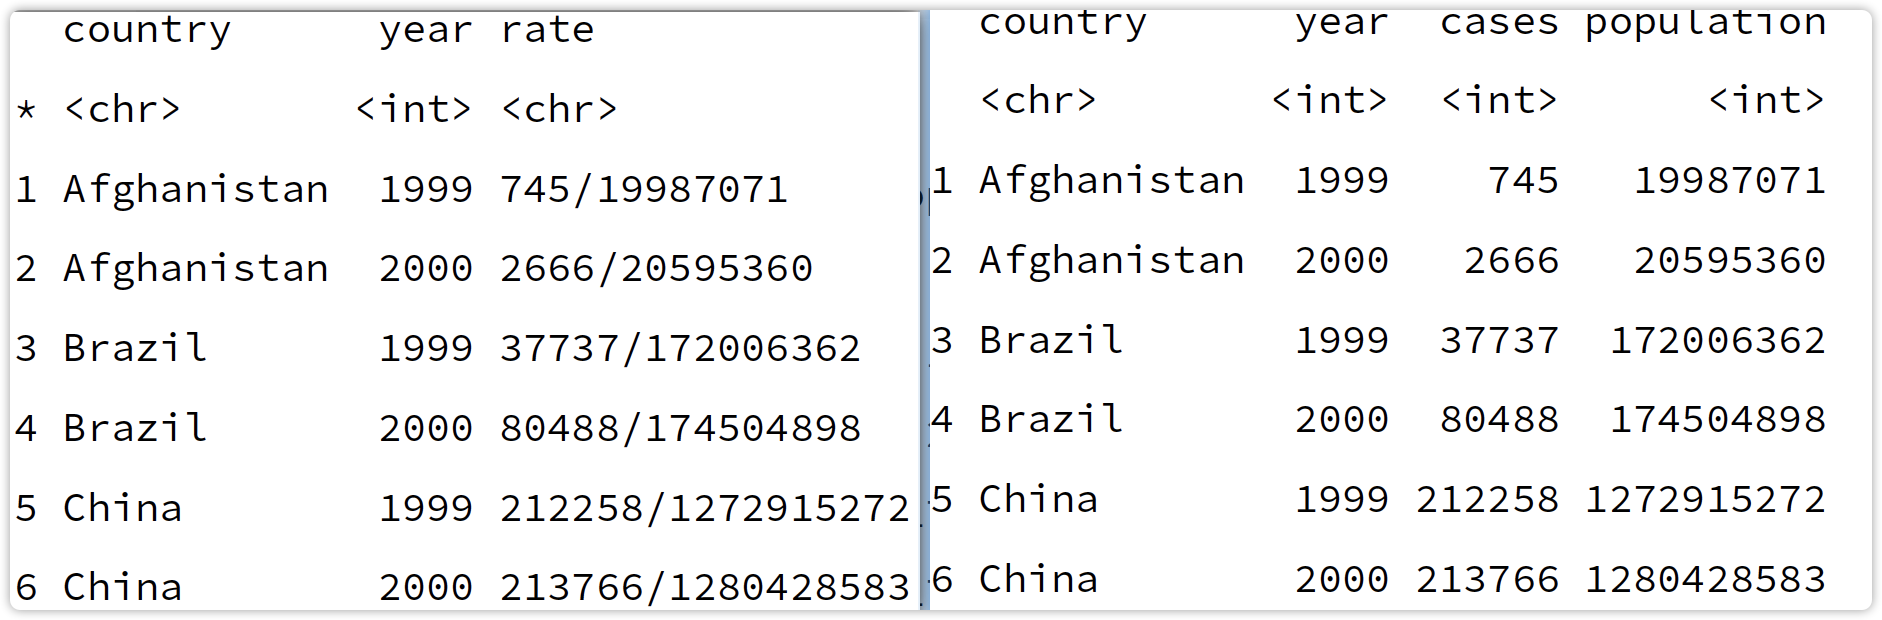 country year rate
* <chr> <int> <chr>
1 Afghanistan 1999 745/19987071
2 Afghanistan 2000 2666/20595360
3 Brazil 1999 37737/172006362
4 Brazil 2000 80488/174504898
5 China 1999 212258/1272915272
6 China 2000 213766/1280428583
country year cases population
<chr> <int> <int> <int>
1 Afghanistan 1999 745 19987071
2 Afghanistan 2000 2666 20595360
3 Brazil 1999 37737 172006362
4 Brazil 2000 80488 174504898
5 China 1999 212258 1272915272
6 China 2000 213766 1280428583